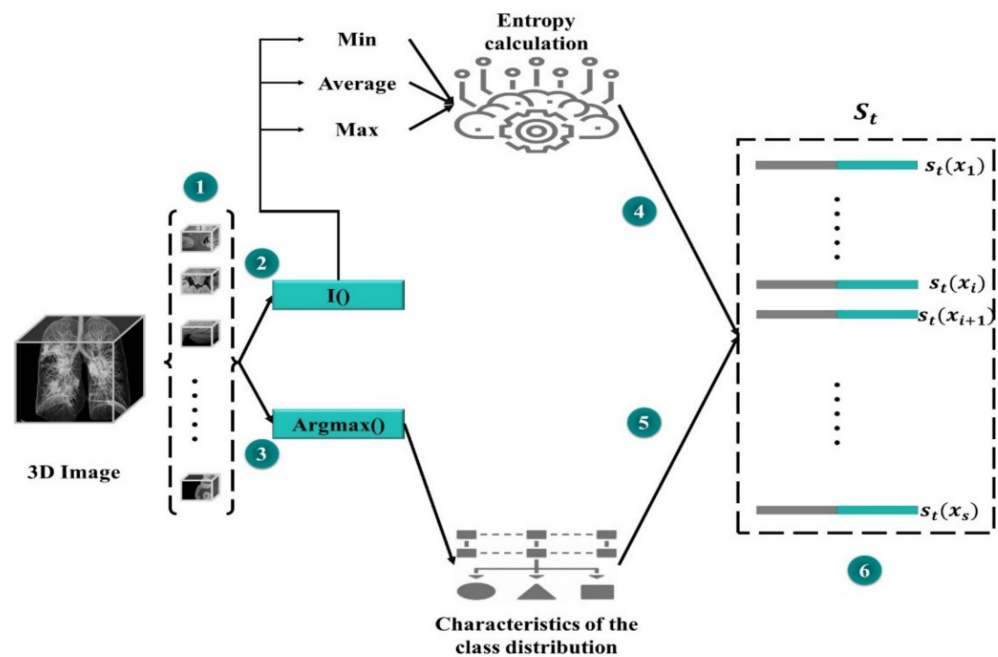 Entropy
calculation
Min
Average
Max
S_t
s_t(x_1)
1
4
2
s_t(x_i)
I()
s_t(x_{i+1})
Argmax()
5
3
3D Image
s_t(x_s)
6
Characteristics of the
class distribution